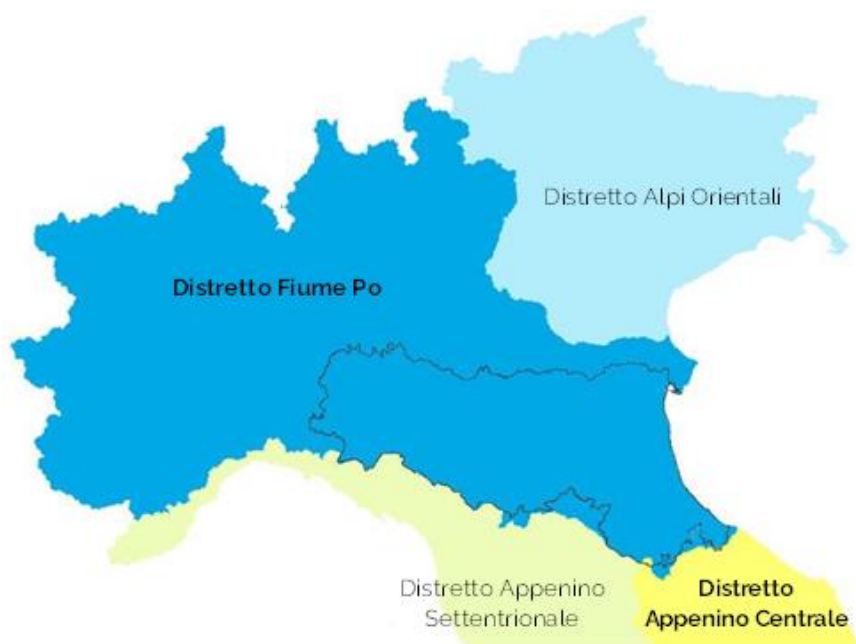 Distretto Alpi Orientali
Distretto Fiume Po
Distretto Appenino
Settentrionale
Distretto
Appenino Centrale